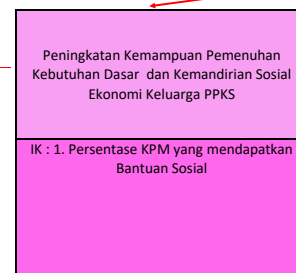 Peningkatan Kemampuan Pemenuhan
Kebutuhan Dasar dan Kemandirian Sosial
Ekonomi Keluarga PPKS
IK : 1. Persentase KPM yang mendapatkan
Bantuan Sosial